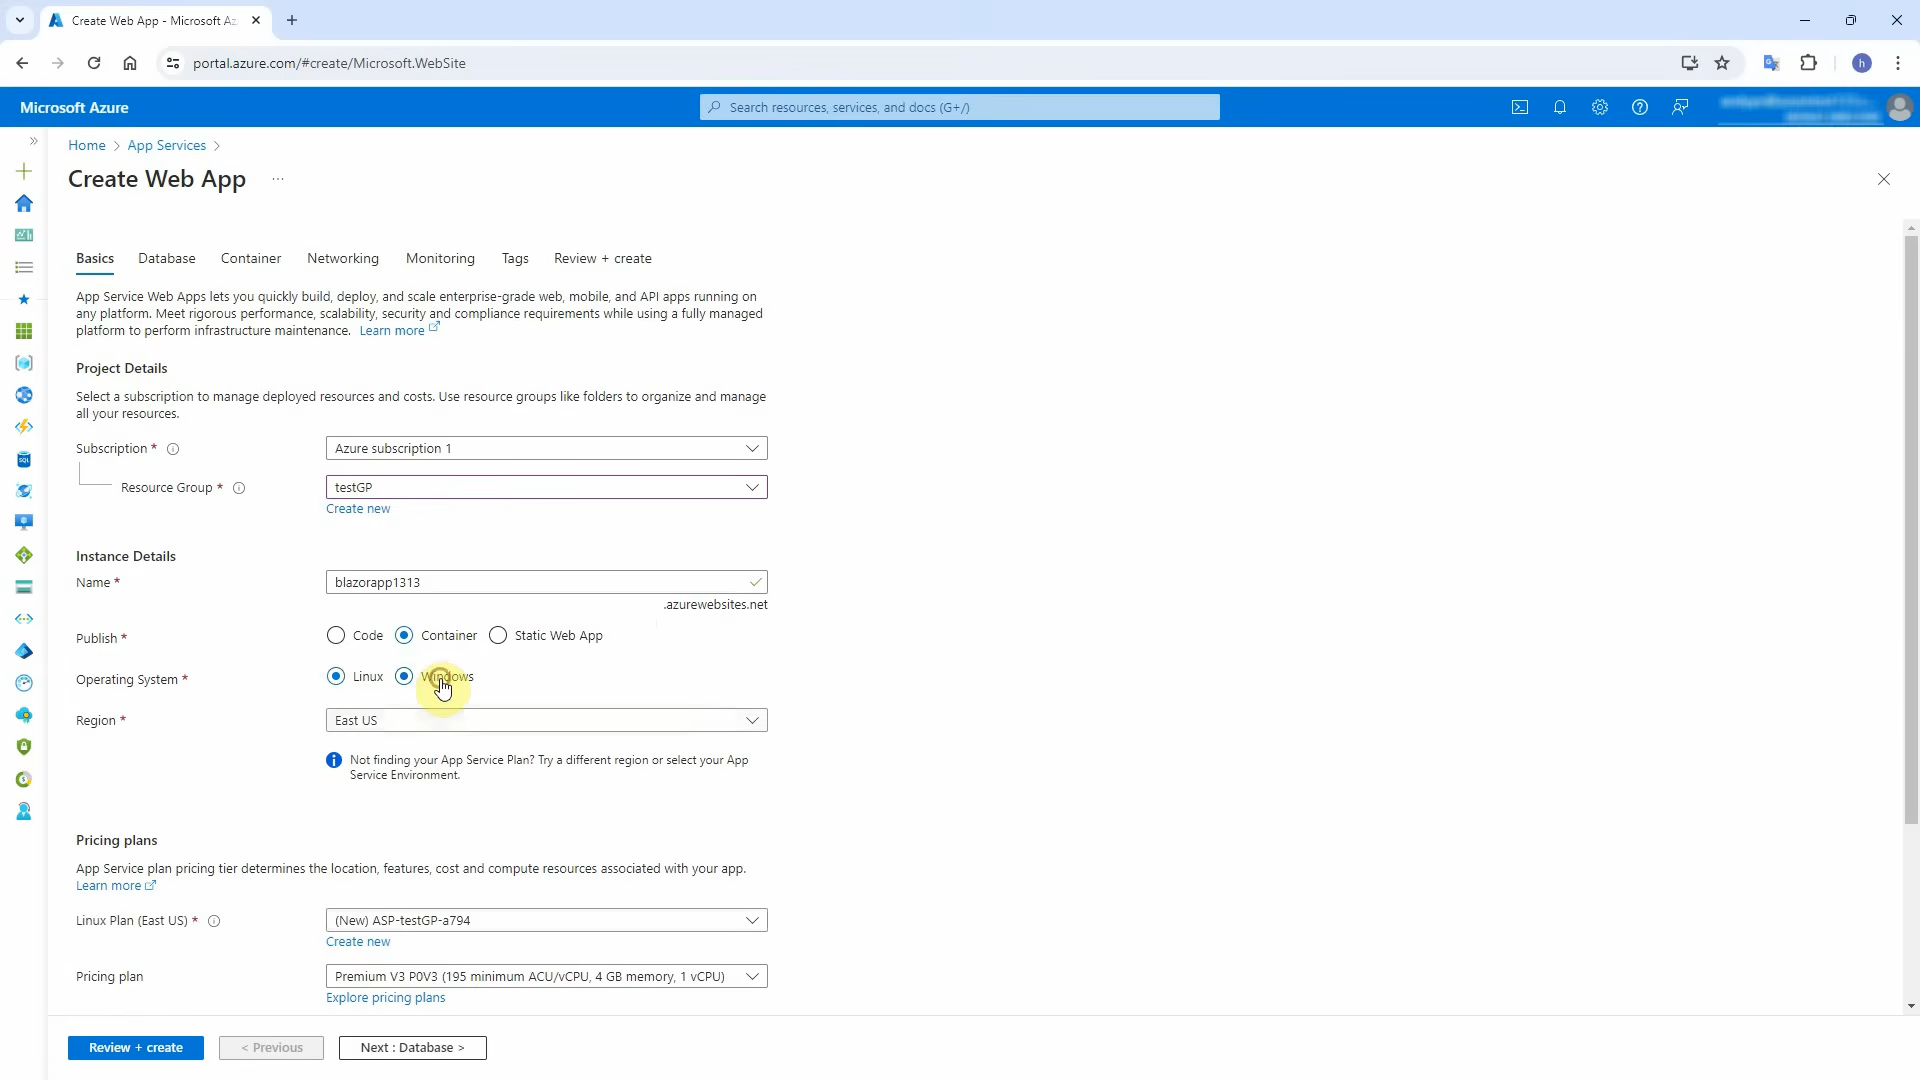 Create Web App - Microsoft Az
portal.azure.com/#create/Microsoft.WebSite
h
Microsoft Azure
Search resources, services, and docs (G+/)
Home > App Services >
Create Web App ...
Basics Database Container Networking Monitoring Tags Review + create
App Service Web Apps lets you quickly build, deploy, and scale enterprise-grade web, mobile, and API apps running on
any platform. Meet rigorous performance, scalability, security and compliance requirements while using a fully managed
platform to perform infrastructure maintenance. Learn more
Project Details
Select a subscription to manage deployed resources and costs. Use resource groups like folders to organize and manage
all your resources.
Subscription * Azure subscription 1
Resource Group * testGP
Create new
Instance Details
Name * blazorapp1313
.azurewebsites.net
Publish * Code Container Static Web App
Operating System * Linux Windows
Region * East US
Not finding your App Service Plan? Try a different region or select your App
Service Environment.
Pricing plans
App Service plan pricing tier determines the location, features, cost and compute resources associated with your app.
Learn more
Linux Plan (East US) * (New) ASP-testGP-a794
Create new
Pricing plan Premium V3 P0V3 (195 minimum ACU/vCPU, 4 GB memory, 1 vCPU)
Explore pricing plans
Review + create < Previous Next : Database >